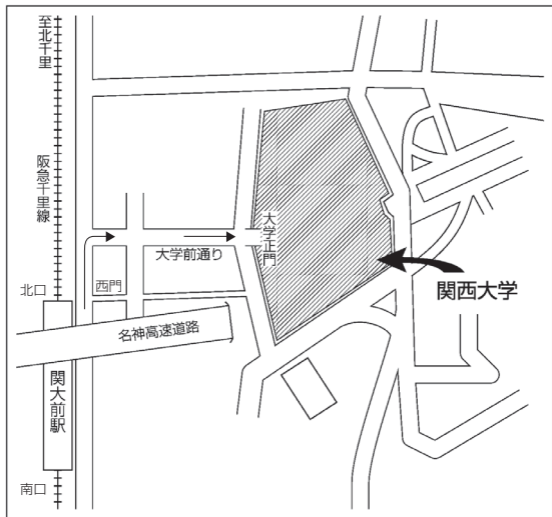 至北千里
阪急千里線
北口
西門
大学前通り
大学正門
関西大学
名神高速道路
関大前駅
南口